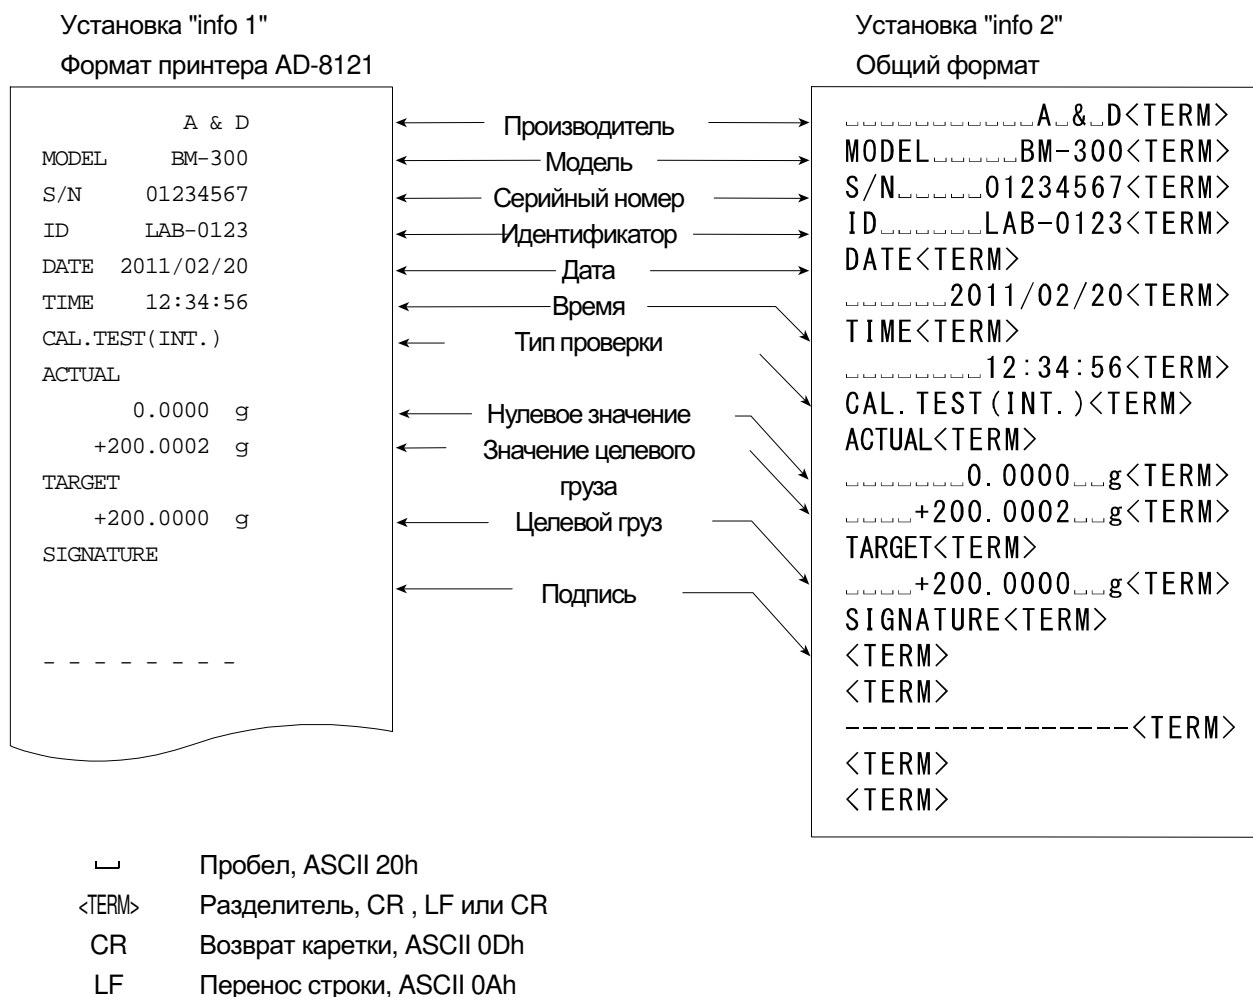 Установка "info 1"
Формат принтера AD-8121
A & D
MODEL BM-300
S/N 01234567
ID LAB-0123
DATE 2011/02/20
TIME 12:34:56
CAL.TEST(INT.)
ACTUAL
0.0000 g
+200.0002 g
TARGET
+200.0000 g
SIGNATURE
- - - - - - - -
Производитель
Модель
Серийный номер
Идентификатор
Дата
Время
Тип проверки
Нулевое значение
Значение целевого
груза
Целевой груз
Подпись
Установка "info 2"
Общий формат
␣␣␣␣␣␣␣␣␣␣␣A␣&␣D<TERM>
MODEL␣␣␣␣␣BM-300<TERM>
S/N␣␣␣␣␣01234567<TERM>
ID␣␣␣␣␣␣LAB-0123<TERM>
DATE<TERM>
␣␣␣␣␣␣2011/02/20<TERM>
TIME<TERM>
␣␣␣␣␣␣␣␣12:34:56<TERM>
CAL.TEST(INT.)<TERM>
ACTUAL<TERM>
␣␣␣␣␣␣␣0.0000␣␣g<TERM>
␣␣␣␣+200.0002␣␣g<TERM>
TARGET<TERM>
␣␣␣␣+200.0000␣␣g<TERM>
SIGNATURE<TERM>
<TERM>
<TERM>
----------------<TERM>
<TERM>
<TERM>
␣ Пробел, ASCII 20h
<TERM> Разделитель, CR , LF или CR
CR Возврат каретки, ASCII 0Dh
LF Перенос строки, ASCII 0Ah